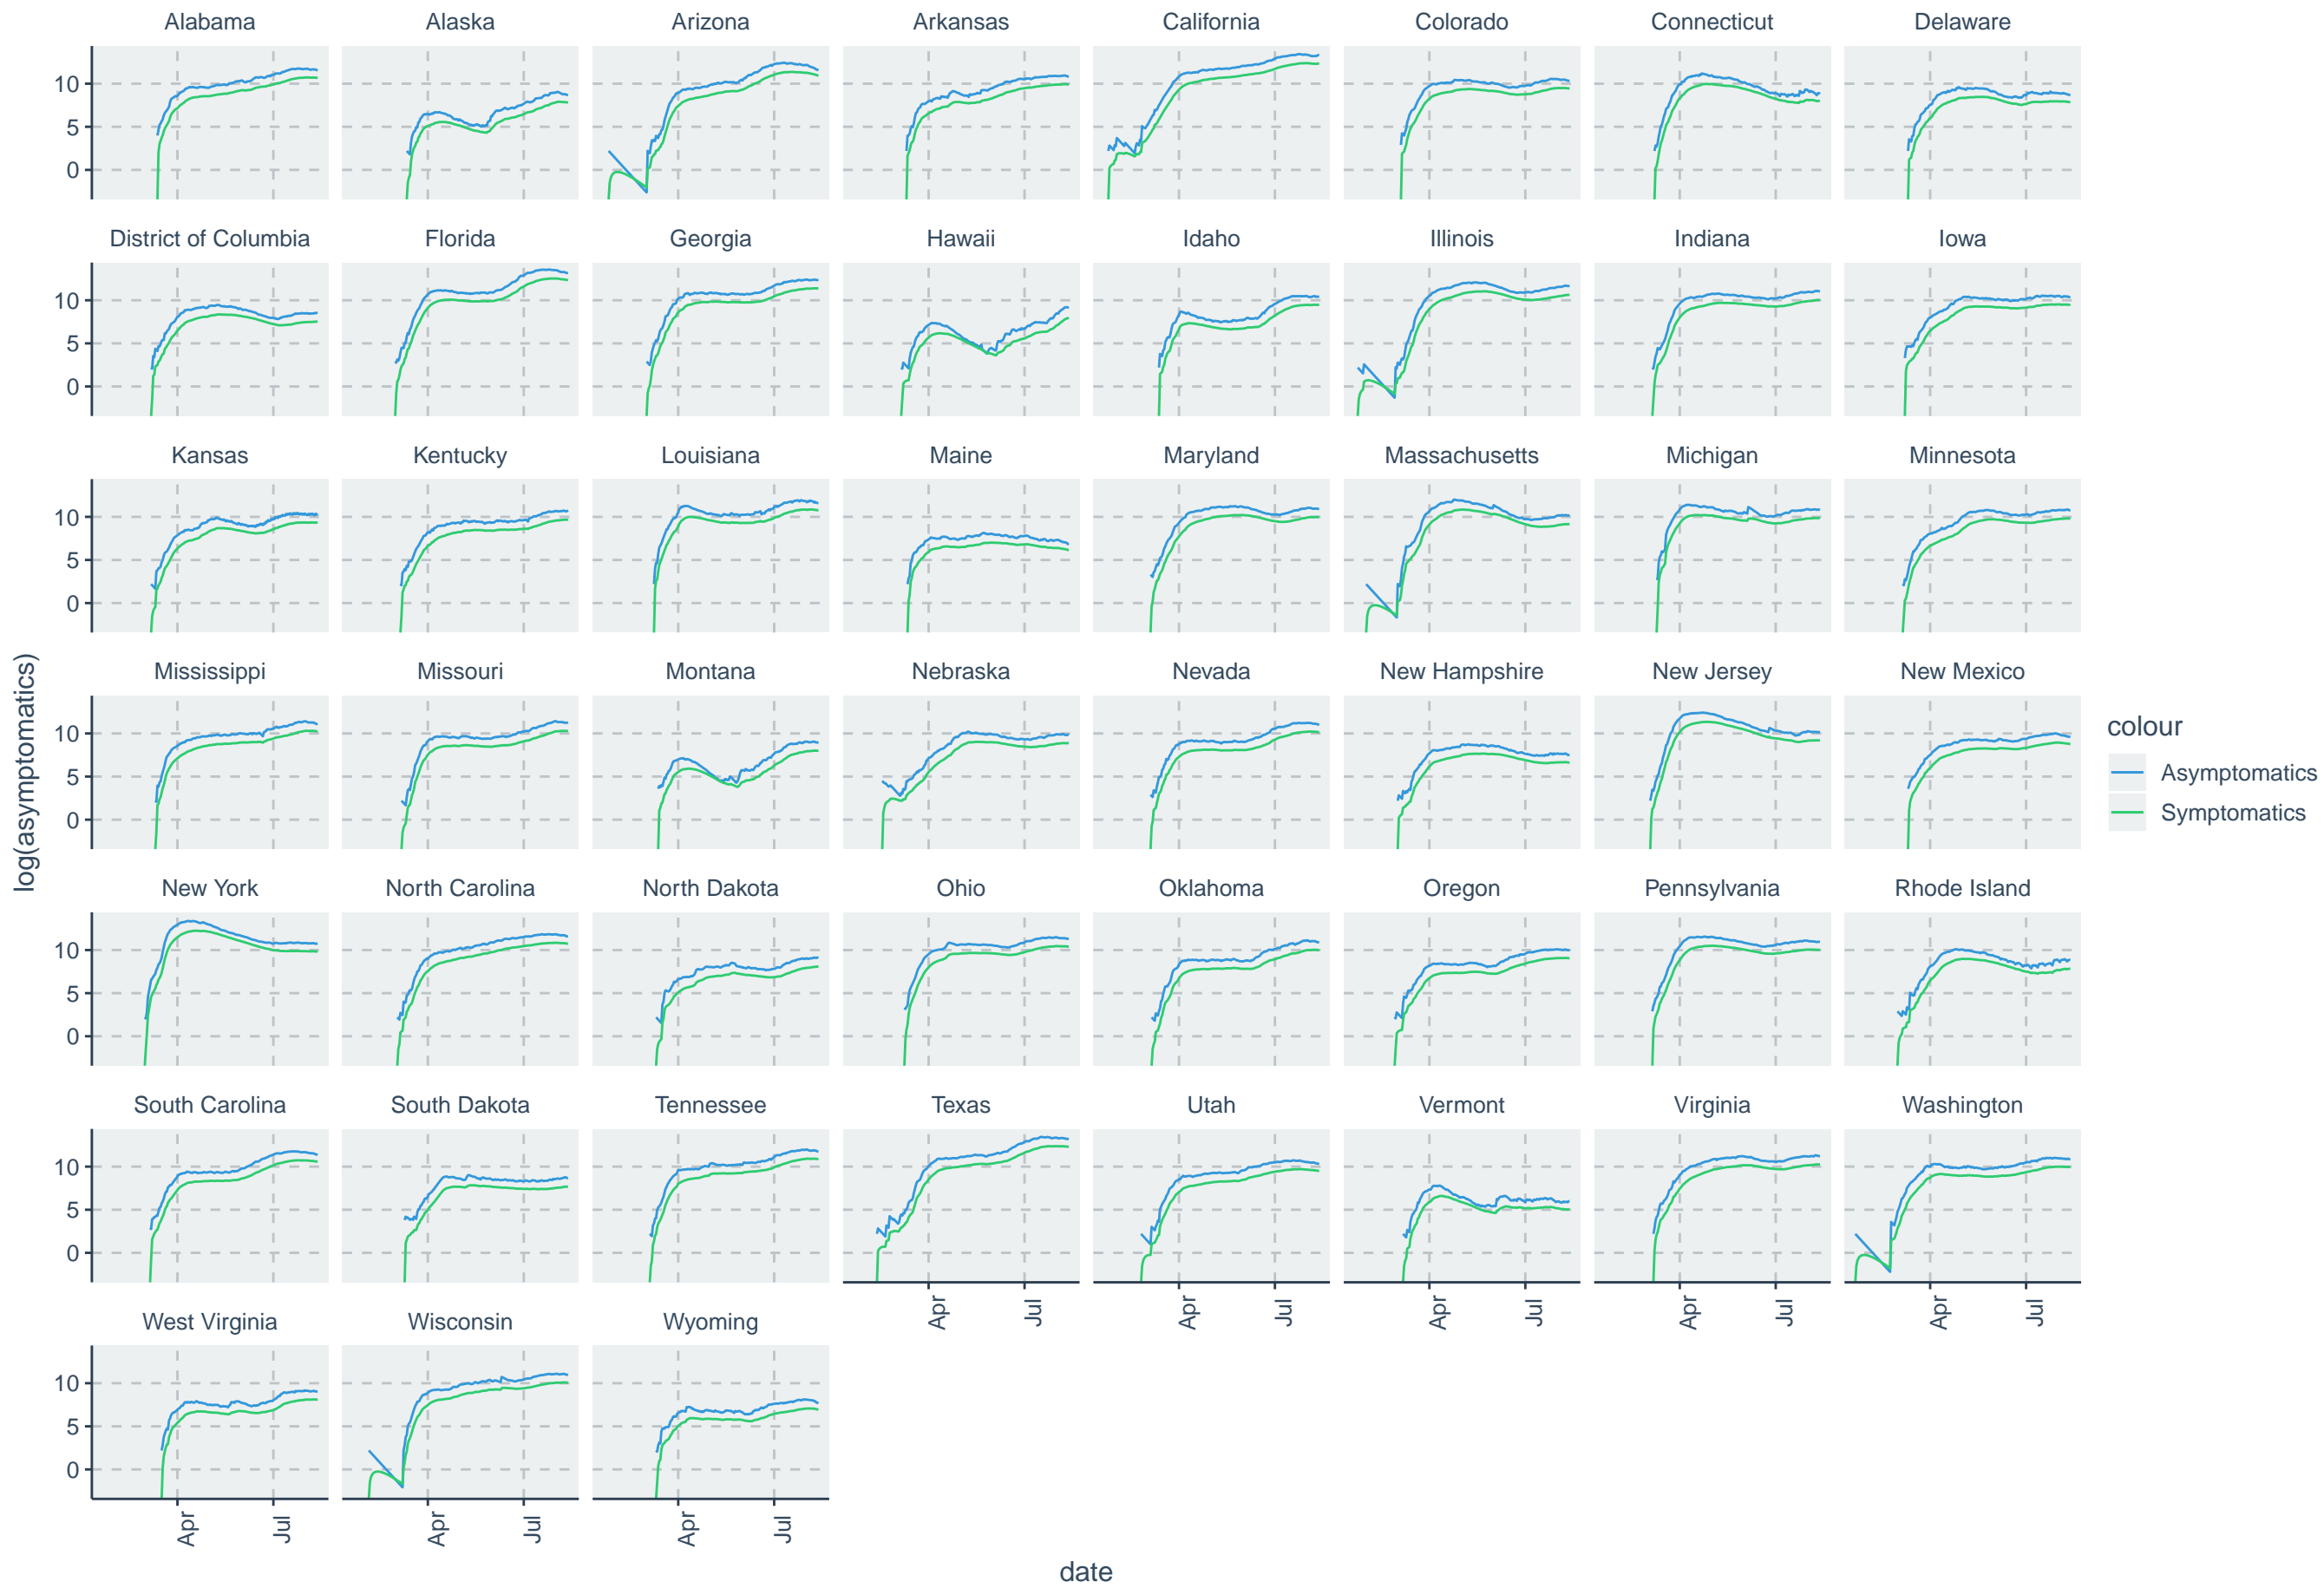 Alabama Alaska Arizona Arkansas California Colorado Connecticut Delaware
10
5
0
District of Columbia Florida Georgia Hawaii Idaho Illinois Indiana Iowa
10
5
0
Kansas Kentucky Louisiana Maine Maryland Massachusetts Michigan Minnesota
10
5
0
log(asymptomatics)
Mississippi Missouri Montana Nebraska Nevada New Hampshire New Jersey New Mexico
10
5
0
colour
Asymptomatics
Symptomatics
New York North Carolina North Dakota Ohio Oklahoma Oregon Pennsylvania Rhode Island
10
5
0
South Carolina South Dakota Tennessee Texas Utah Vermont Virginia Washington
10
5
0
Apr Jul Apr Jul Apr Jul Apr Jul Apr Jul
West Virginia Wisconsin Wyoming
10
5
0
Apr Jul Apr Jul Apr Jul
date